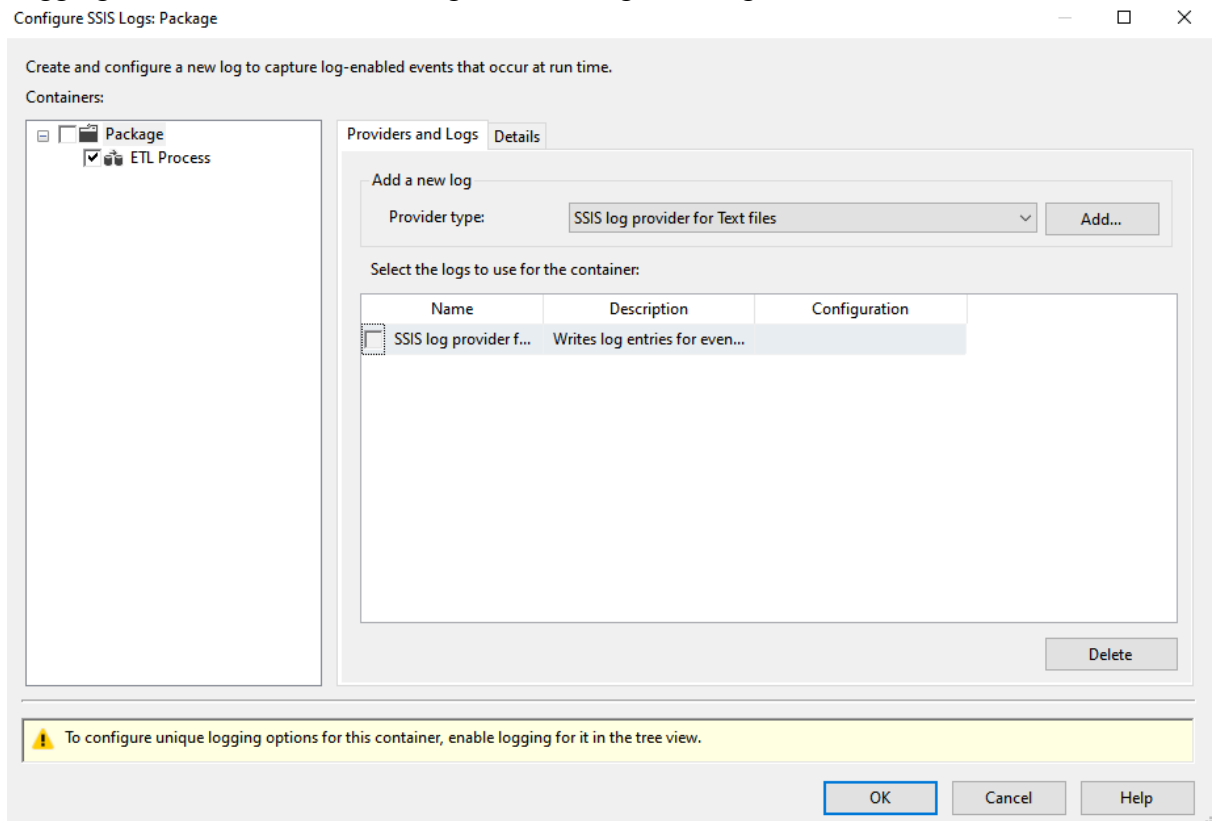 Configure SSIS Logs: Package
Create and configure a new log to capture log-enabled events that occur at run time.
Containers:
Package
ETL Process
Providers and Logs Details
Add a new log
Provider type: SSIS log provider for Text files Add...
Select the logs to use for the container:
Name Description Configuration
SSIS log provider f... Writes log entries for even...
Delete
To configure unique logging options for this container, enable logging for it in the tree view.
OK Cancel Help